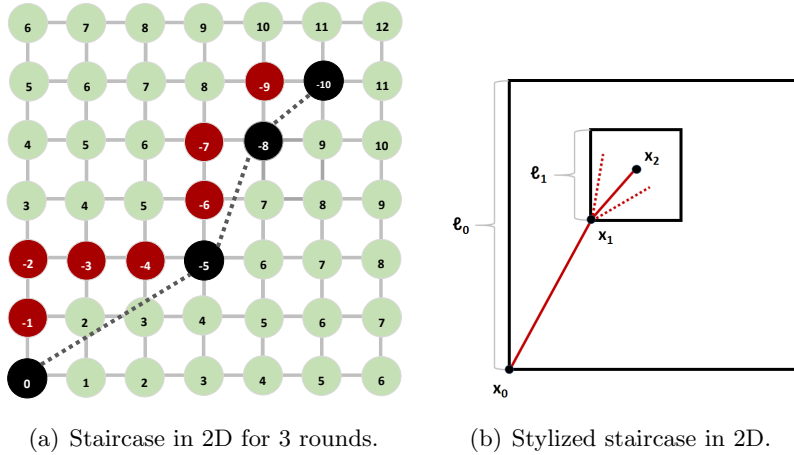 6 7 8 9 10 11 12
5 6 7 8 -9 -10 11
4 5 6 -7 -8 9 10
3 4 5 -6 7 8 9
-2 -3 -4 -5 6 7 8
-1 2 3 4 5 6 7
0 1 2 3 4 5 6
(a) Staircase in 2D for 3 rounds.
ℓ1
x2
x1
ℓ0
x0
(b) Stylized staircase in 2D.